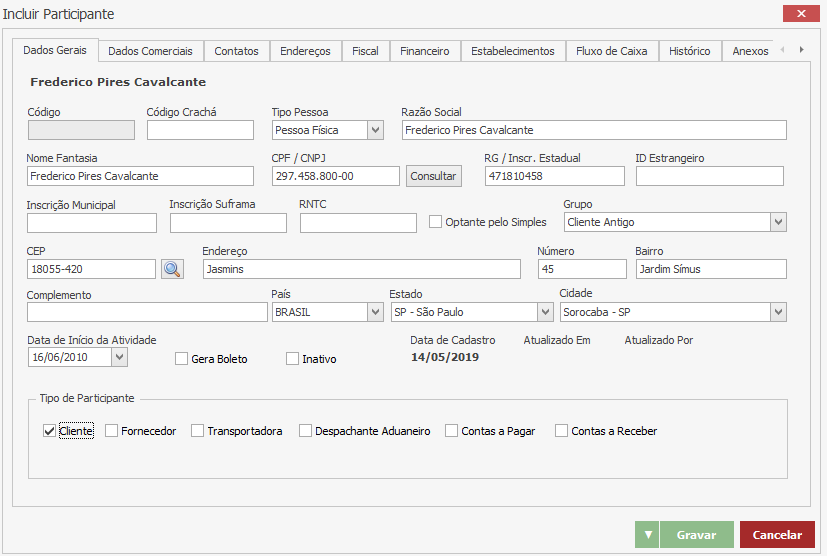 Incluir Participante
Dados Gerais Dados Comerciais Contatos Endereços Fiscal Financeiro Estabelecimentos Fluxo de Caixa Histórico Anexos
Frederico Pires Cavalcante
Código Código Crachá Tipo Pessoa Razão Social
Pessoa Física Frederico Pires Cavalcante
Nome Fantasia CPF / CNPJ RG / Inscr. Estadual ID Estrangeiro
Frederico Pires Cavalcante 297.458.800-00 Consultar 471810458
Inscrição Municipal Inscrição Suframa RNTC Grupo
Optante pelo Simples Cliente Antigo
CEP Endereço Número Bairro
18055-420 Jasmins 45 Jardim Símus
Complemento País Estado Cidade
BRASIL SP - São Paulo Sorocaba - SP
Data de Início da Atividade Data de Cadastro Atualizado Em Atualizado Por
16/06/2010 Gera Boleto Inativo 14/05/2019
Tipo de Participante
Cliente Fornecedor Transportadora Despachante Aduaneiro Contas a Pagar Contas a Receber
Gravar Cancelar